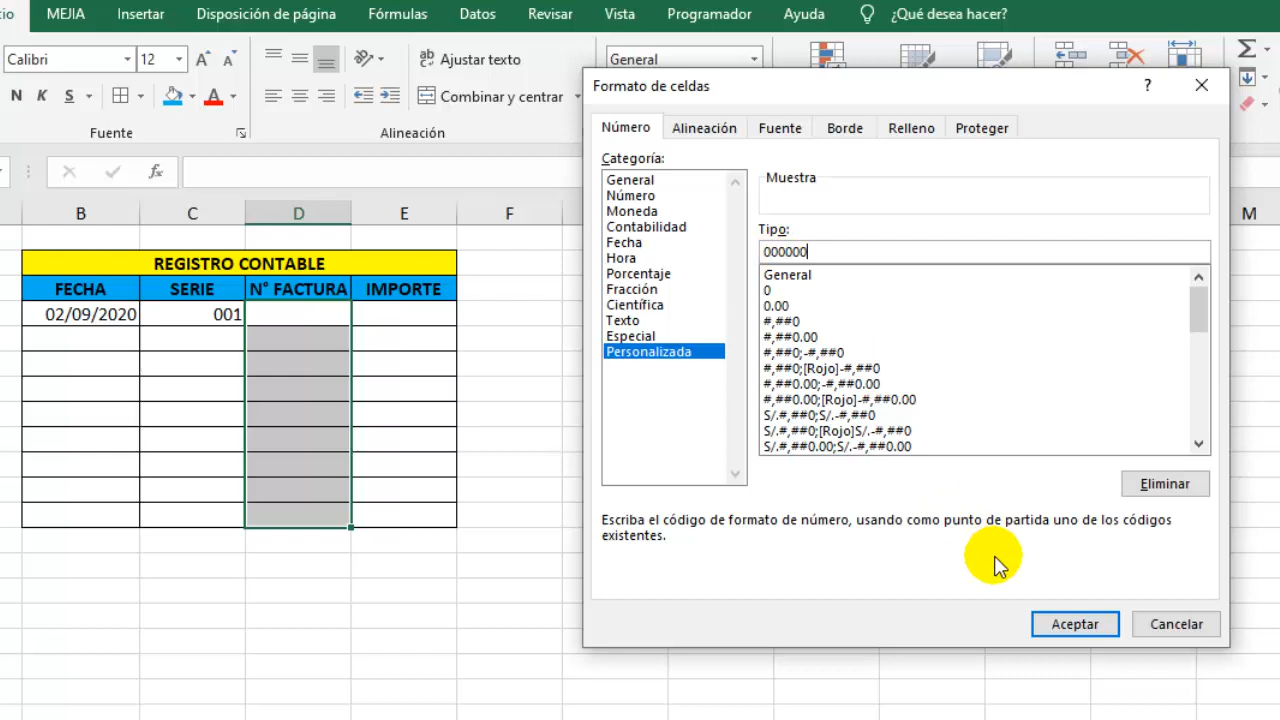 io MEJIA Insertar Disposición de página Fórmulas Datos Revisar Vista Programador Ayuda ¿Qué desea hacer?
Calibri 12 A A ab Ajustar texto General Σ
N K S A Combinar y centrar
Fuente Alineación
fx
B C D E F M
REGISTRO CONTABLE
FECHA SERIE N° FACTURA IMPORTE
02/09/2020 001
Formato de celdas ?
Número Alineación Fuente Borde Relleno Proteger
Categoría:
General
Número
Moneda
Contabilidad
Fecha
Hora
Porcentaje
Fracción
Científica
Texto
Especial
Personalizada
Muestra
Tipo:
000000
General
0
0.00
#,##0
#,##0.00
#,##0;-#,##0
#,##0;[Rojo]-#,##0
#,##0.00;-#,##0.00
#,##0.00;[Rojo]-#,##0.00
S/.#,##0;S/.-#,##0
S/.#,##0;[Rojo]S/.-#,##0
S/.#,##0.00;S/.-#,##0.00
Eliminar
Escriba el código de formato de número, usando como punto de partida uno de los códigos
existentes.
Aceptar Cancelar